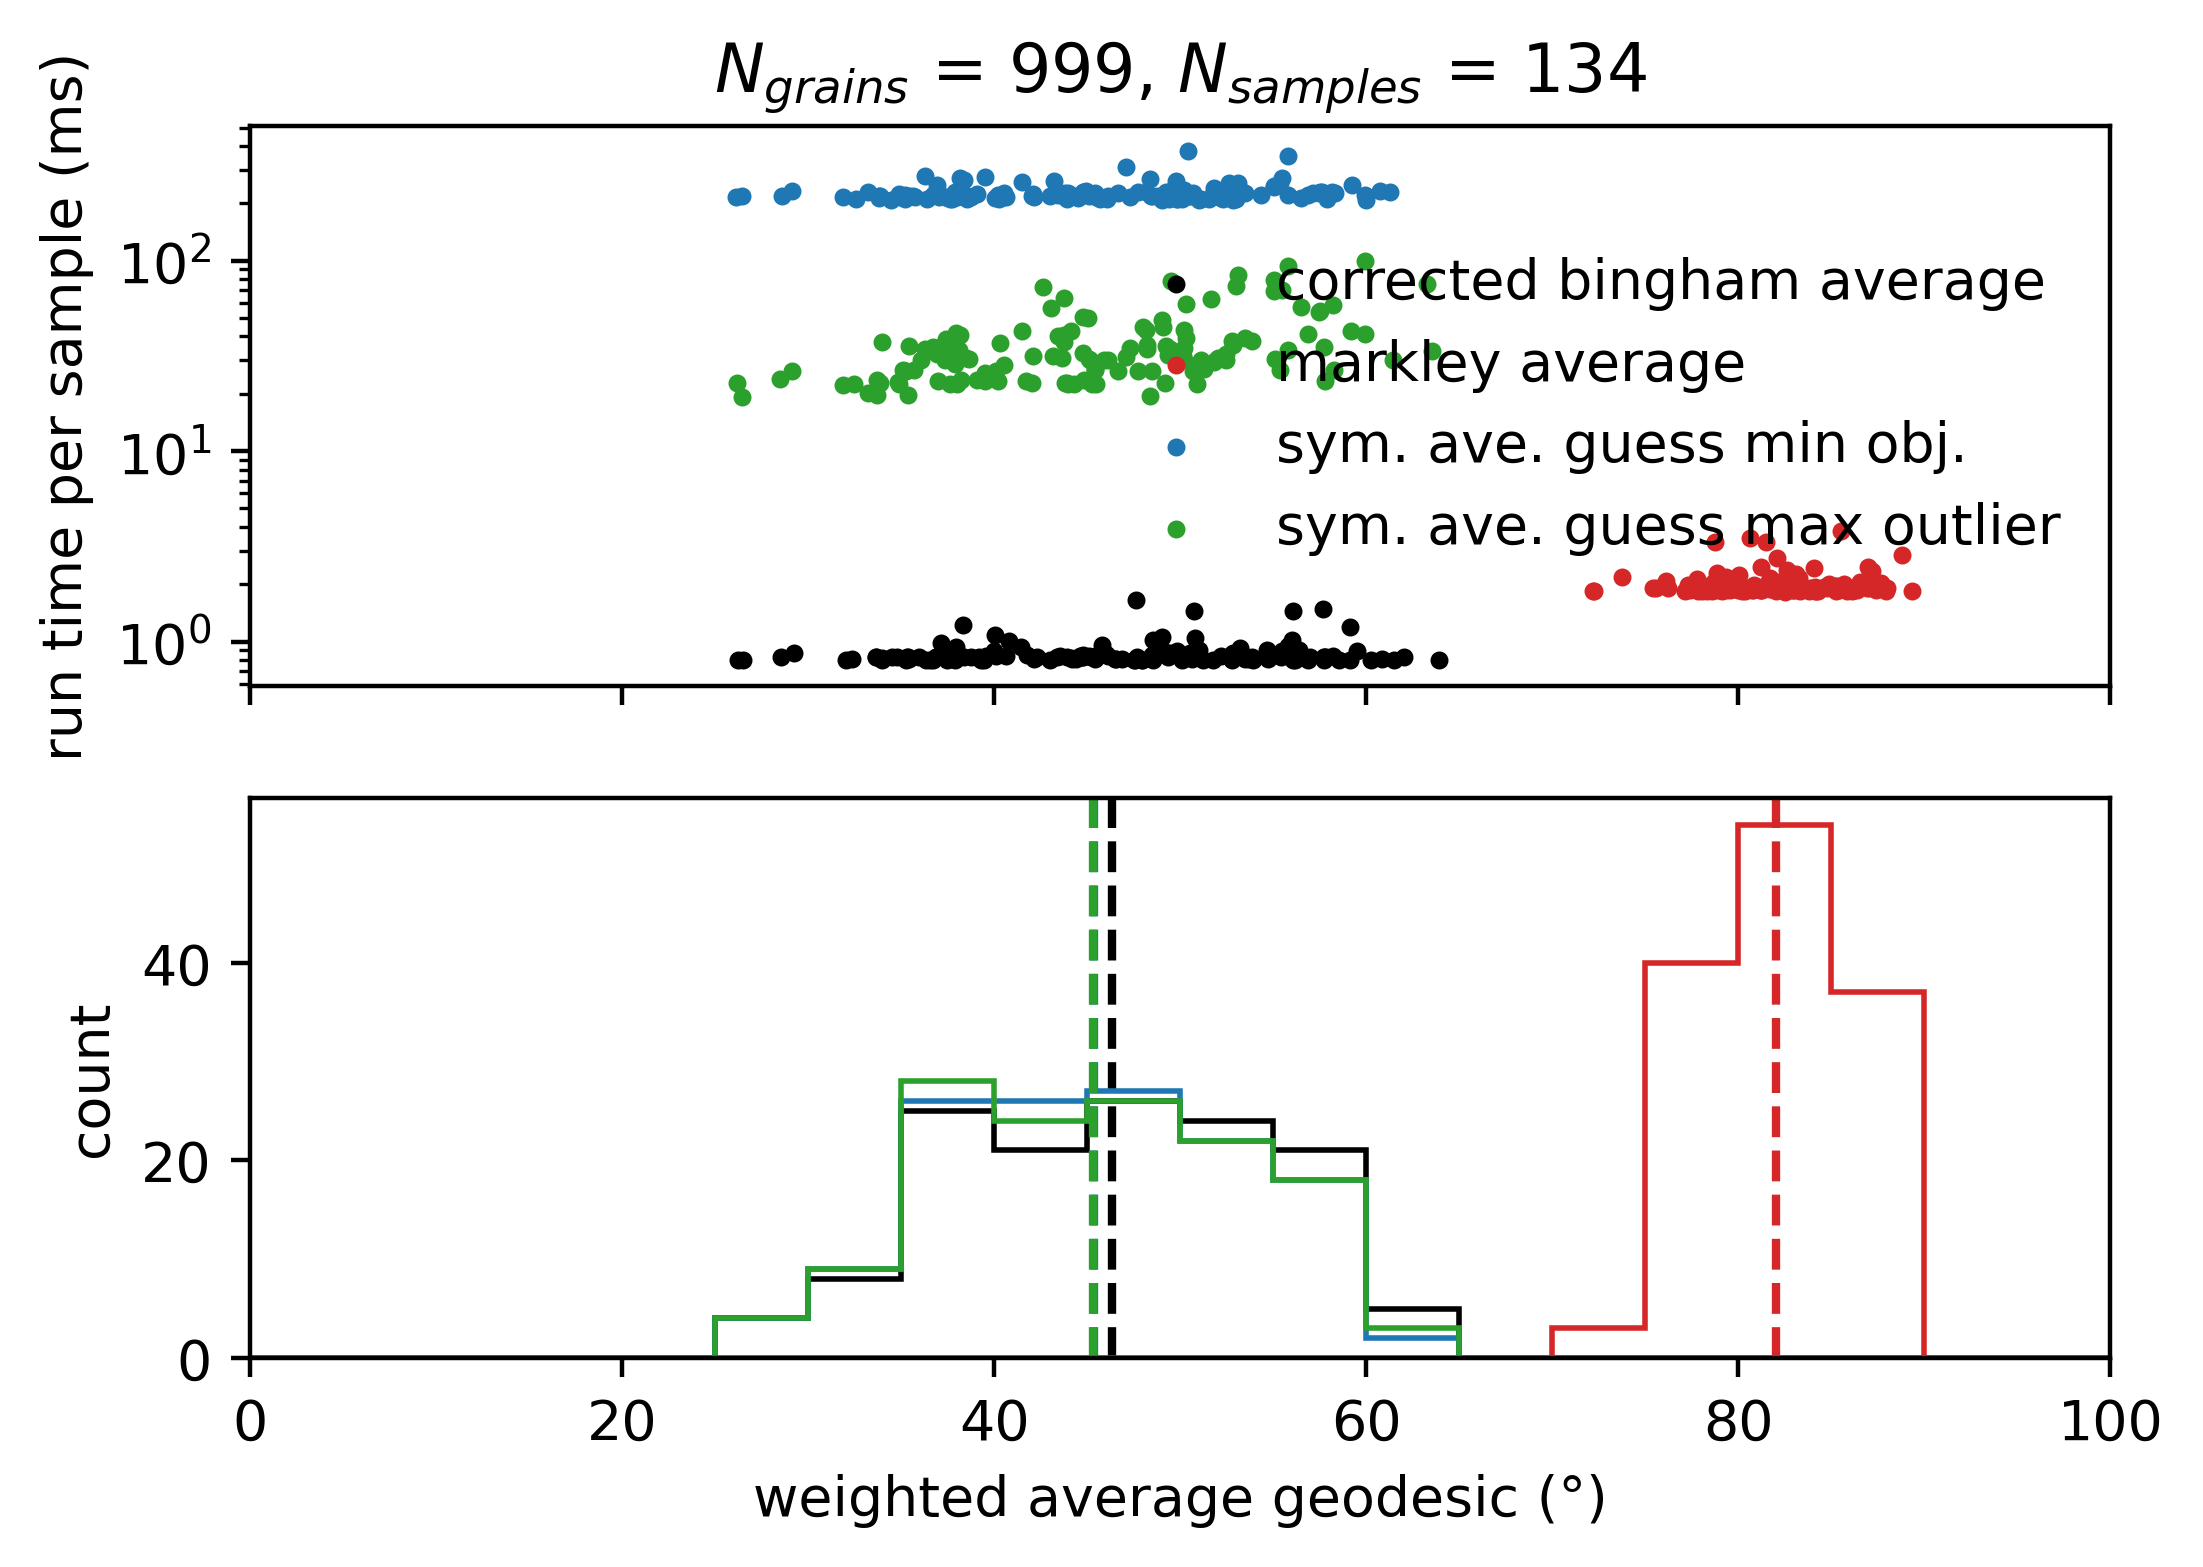 N_grains = 999, N_samples = 134
run time per sample (ms)
10^2
10^1
10^0
corrected bingham average
markley average
sym. ave. guess min obj.
sym. ave. guess max outlier
count
40
20
0
0 20 40 60 80 100
weighted average geodesic (°)